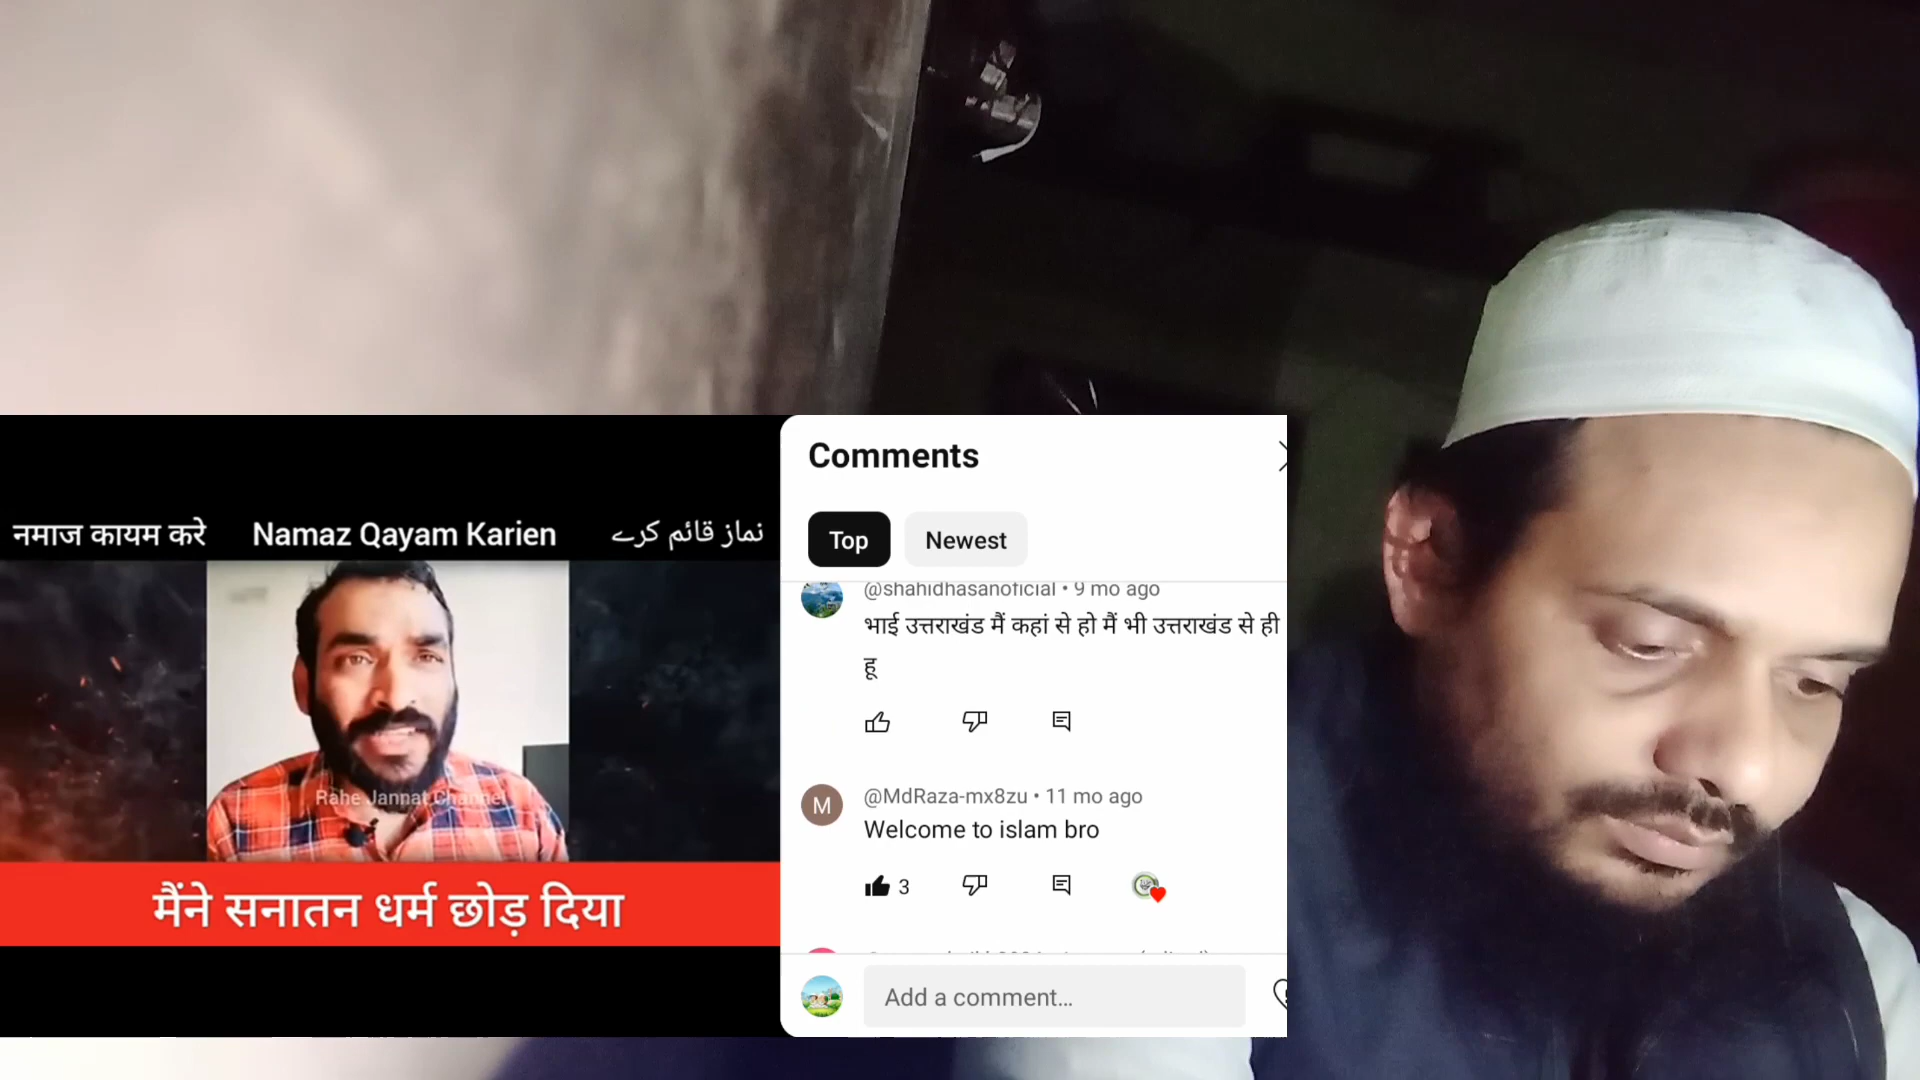 नमाज कायम करे
Namaz Qayam Karien
نماز قائم کرے
Rahe Jannat Channel
मैंने सनातन धर्म छोड़ दिया
Comments
Top
Newest
@shahidhasanoficial • 9 mo ago
भाई उत्तराखंड मैं कहां से हो मैं भी उत्तराखंड से ही
हू
M
@MdRaza-mx8zu • 11 mo ago
Welcome to islam bro
3
Add a comment...